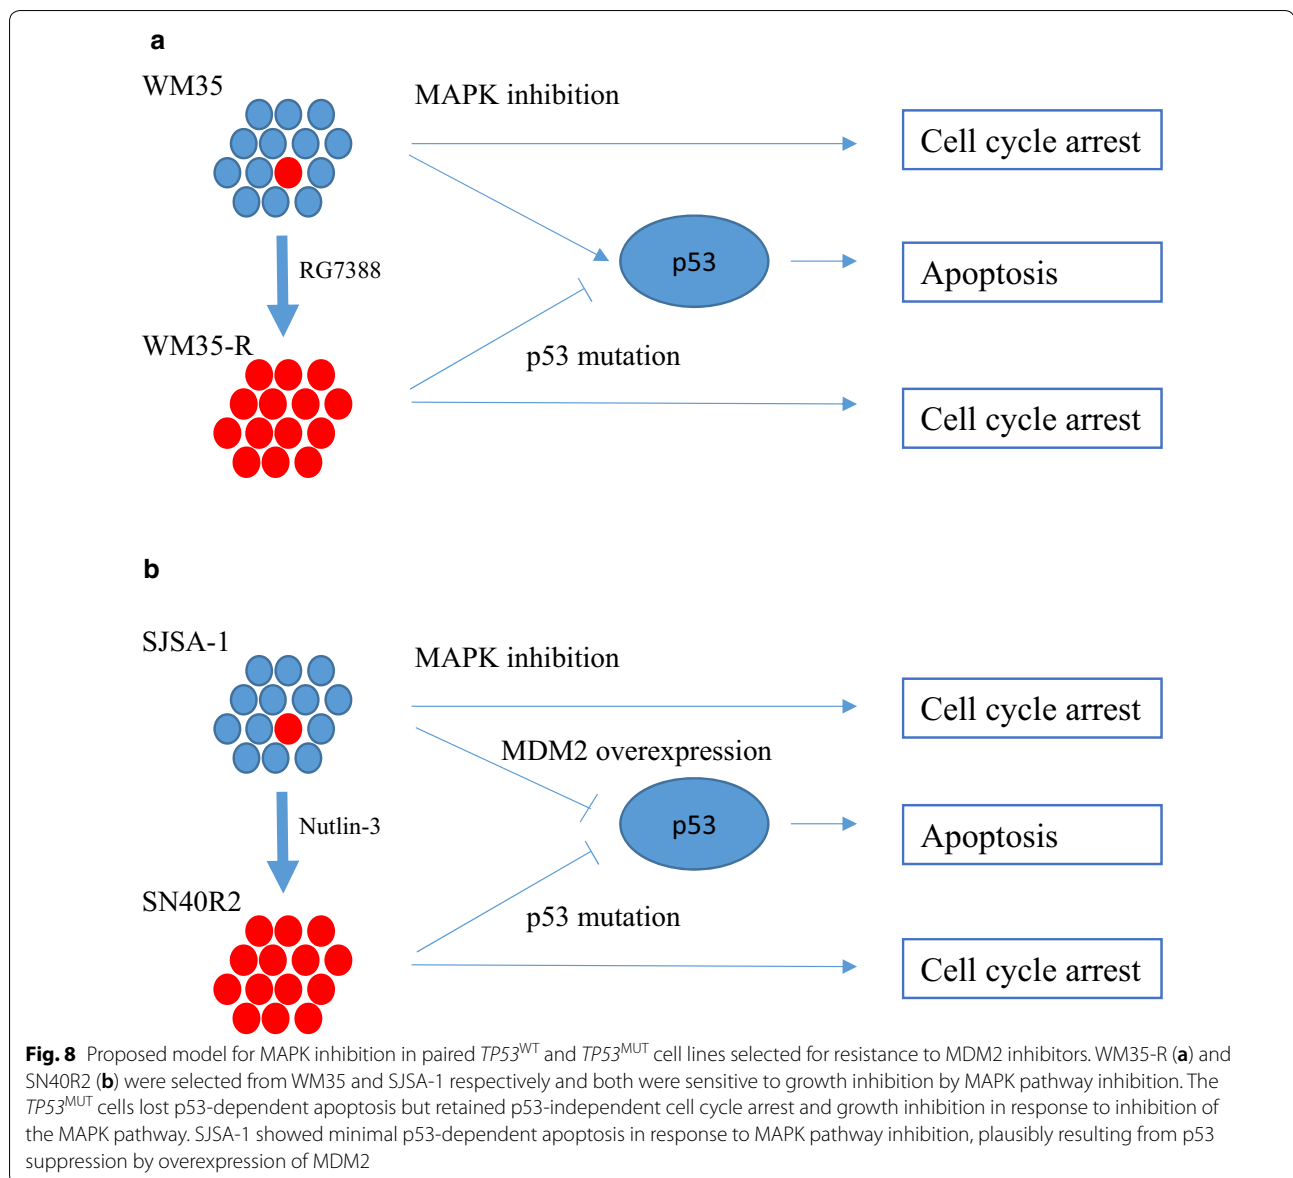 a
WM35
MAPK inhibition
Cell cycle arrest
p53
Apoptosis
RG7388
WM35-R
p53 mutation
Cell cycle arrest
b
SJSA-1
MAPK inhibition
Cell cycle arrest
MDM2 overexpression
p53
Apoptosis
Nutlin-3
SN40R2
p53 mutation
Cell cycle arrest
Fig. 8 Proposed model for MAPK inhibition in paired TP53WT and TP53MUT cell lines selected for resistance to MDM2 inhibitors. WM35-R (a) and
SN40R2 (b) were selected from WM35 and SJSA-1 respectively and both were sensitive to growth inhibition by MAPK pathway inhibition. The
TP53MUT cells lost p53-dependent apoptosis but retained p53-independent cell cycle arrest and growth inhibition in response to inhibition of
the MAPK pathway. SJSA-1 showed minimal p53-dependent apoptosis in response to MAPK pathway inhibition, plausibly resulting from p53
suppression by overexpression of MDM2